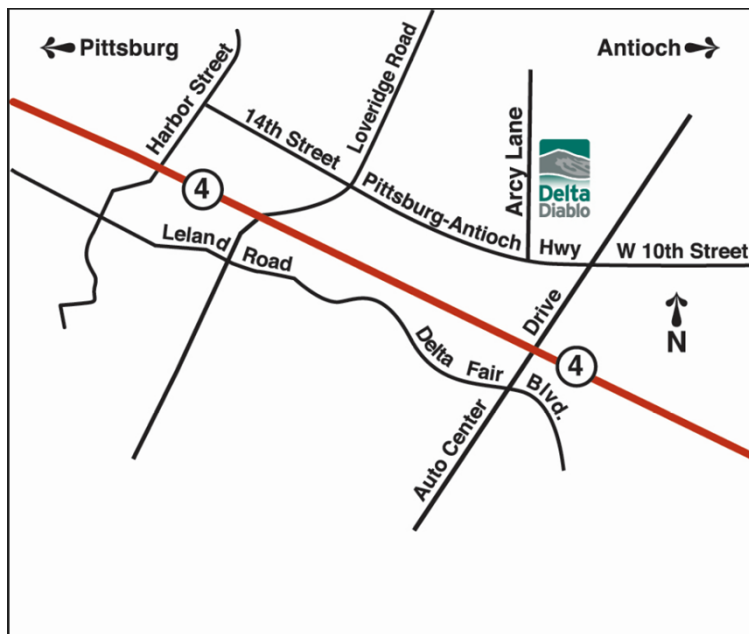 Pittsburg
Antioch
Harbor Street
14th Street
Loveridge Road
Arcy Lane
Delta
Diablo
Pittsburg-Antioch Hwy
W 10th Street
4
Leland Road
Delta Fair Blvd.
Auto Center Drive
4
N